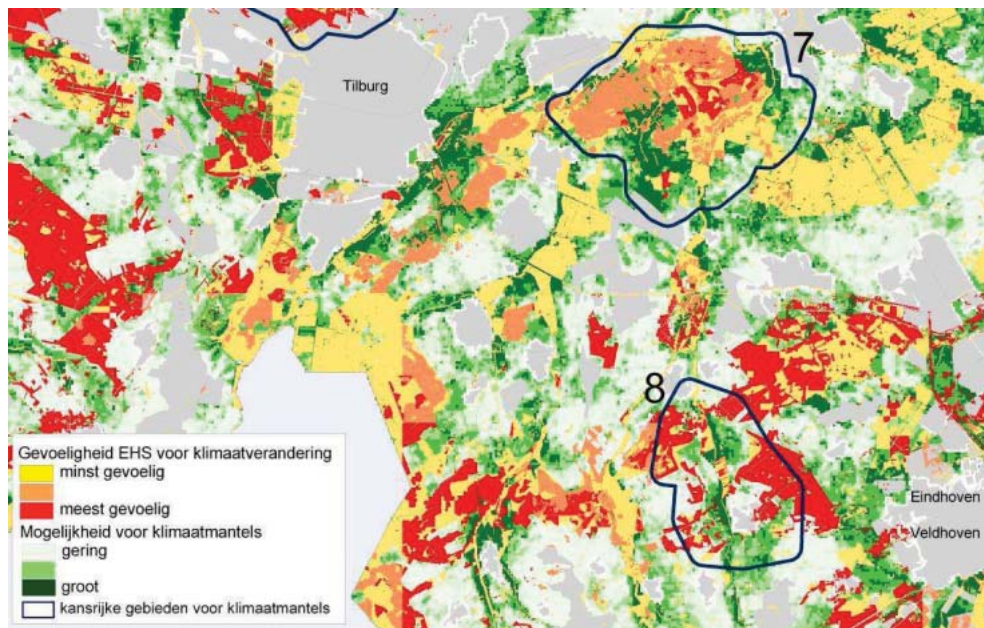 7
Tilburg
8
Gevoeligheid EHS voor klimaatverandering
minst gevoelig
meest gevoelig
Mogelijkheid voor klimaatmantels
gering
groot
kansrijke gebieden voor klimaatmantels
Eindhoven
Veldhoven